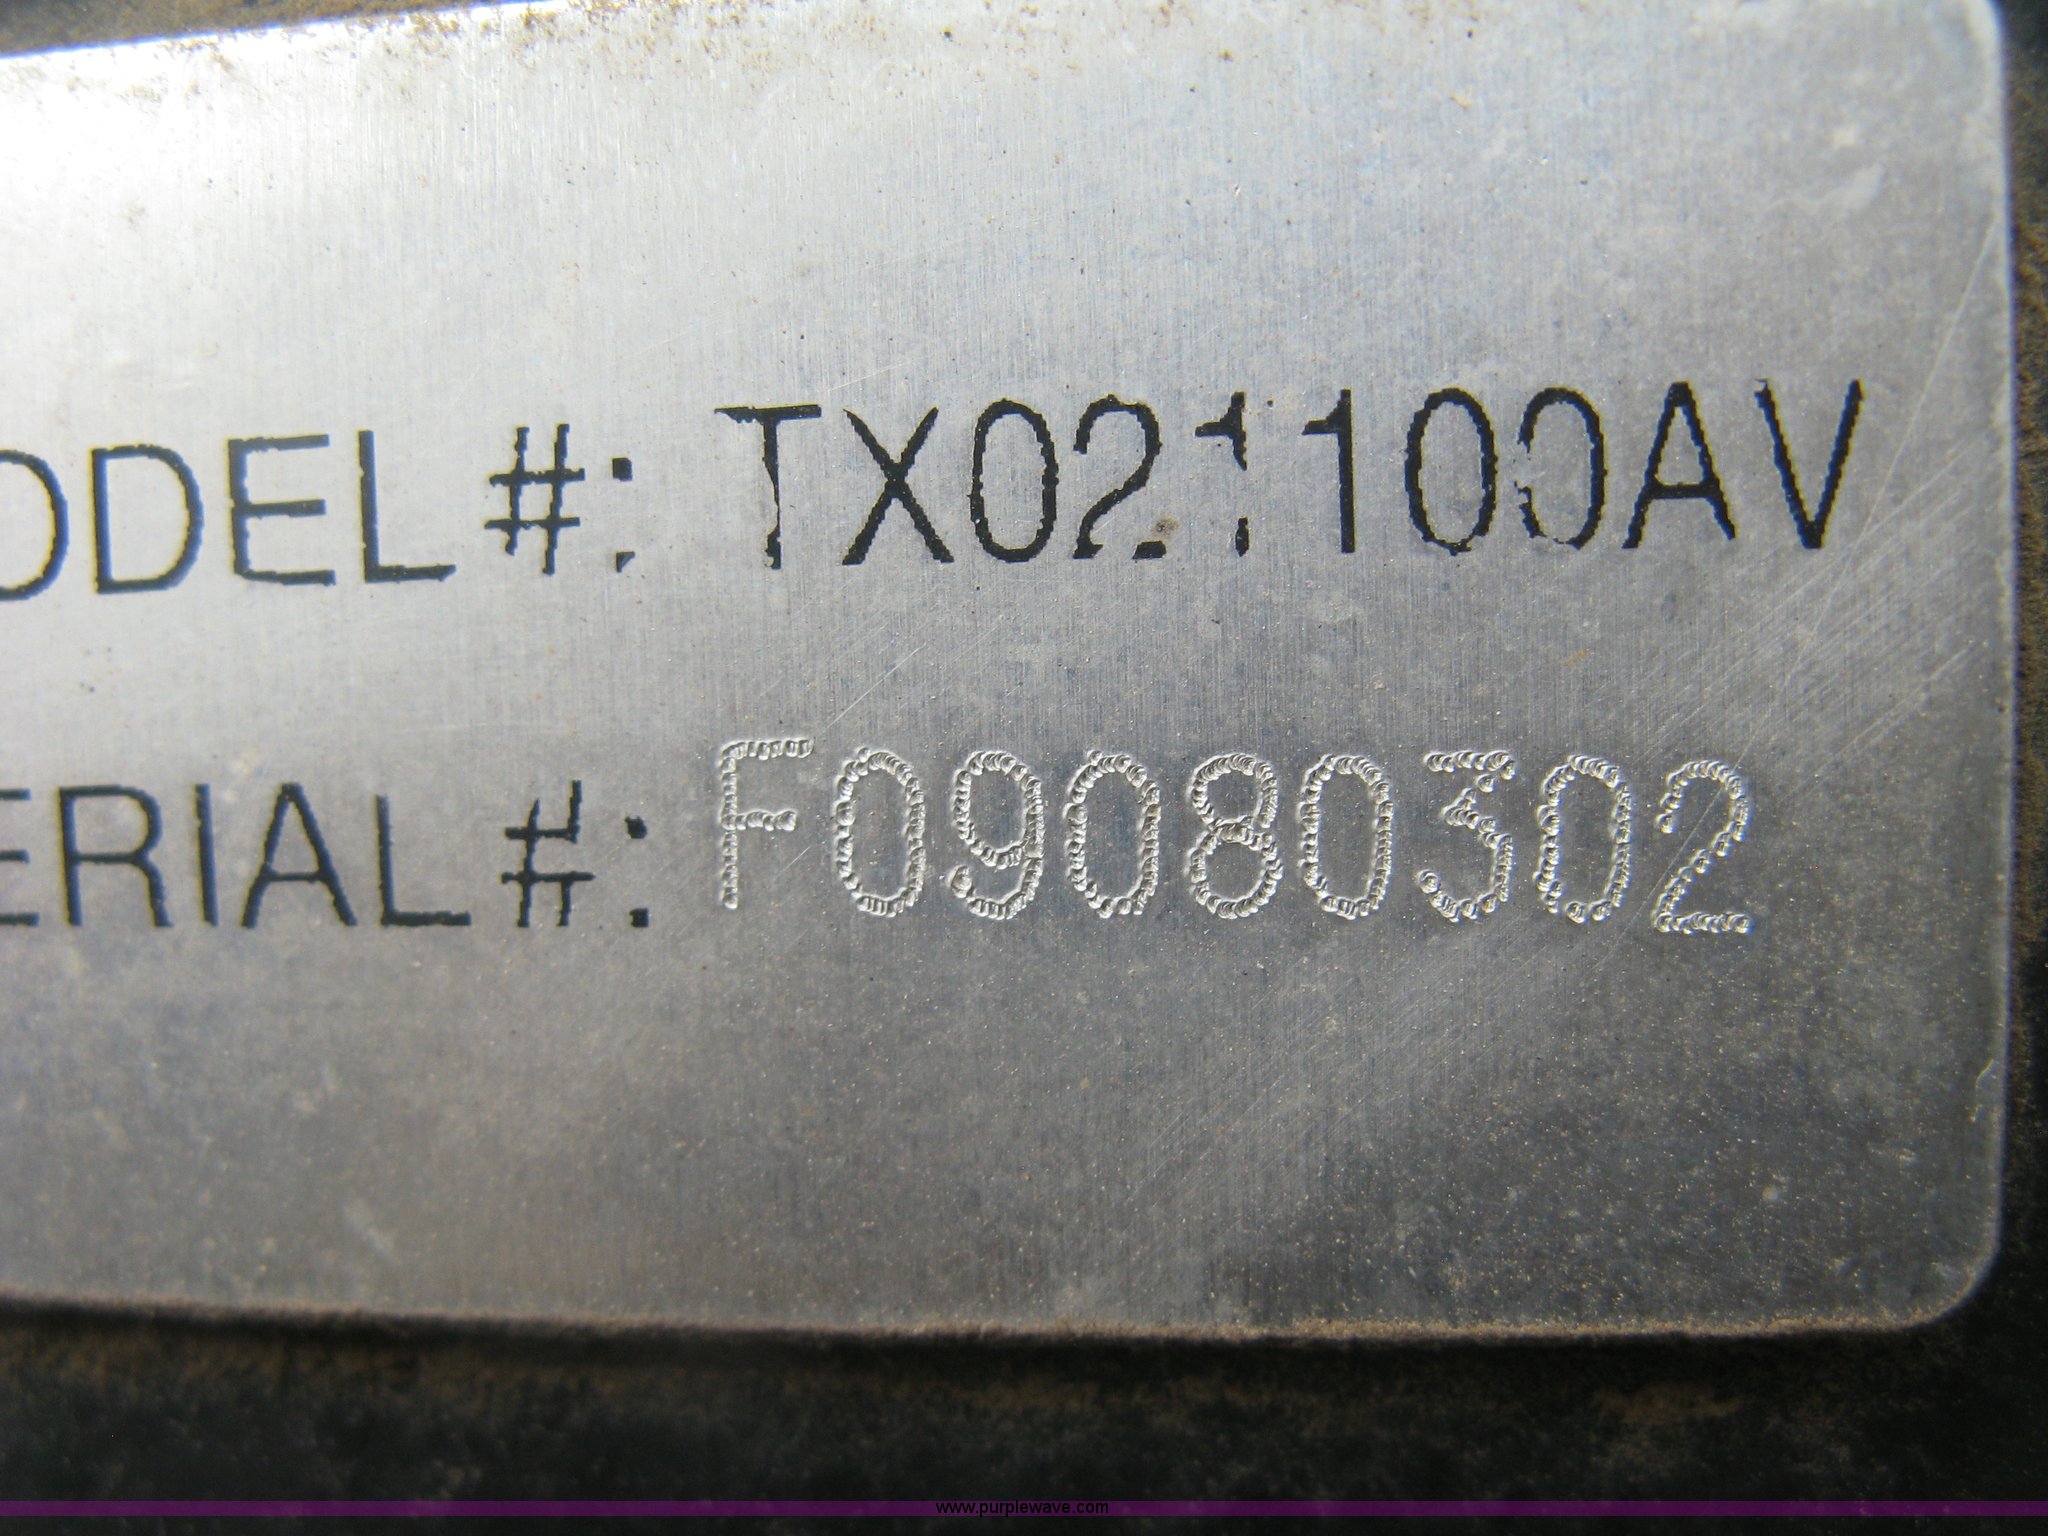 ODEL #: TX021100AV
ERIAL #: F09080302
www.purplewave.com